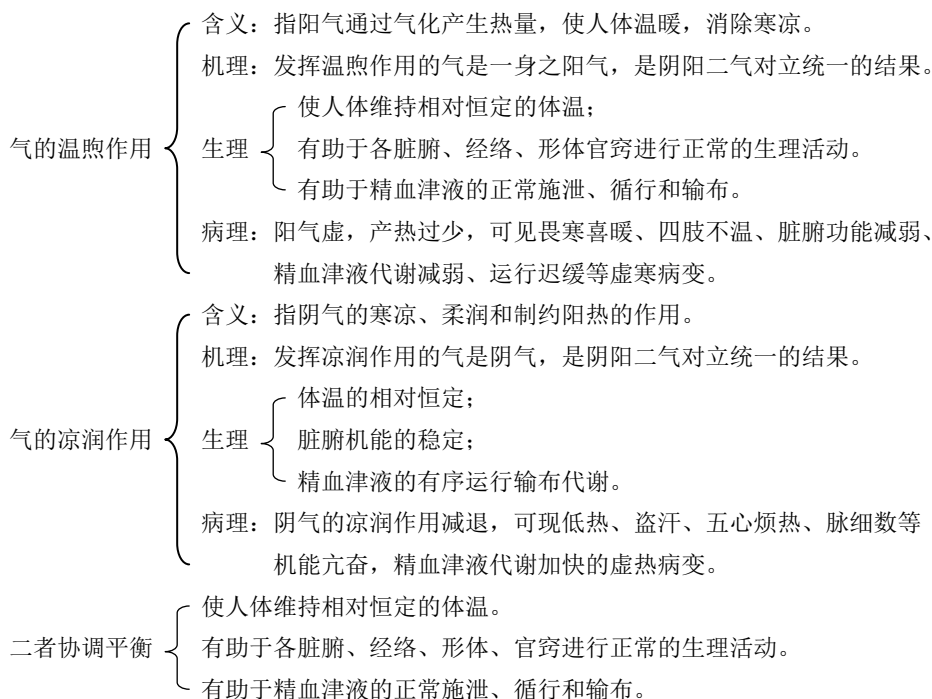 含义：指阳气通过气化产生热量，使人体温暖，消除寒凉。
机理：发挥温煦作用的气是一身之阳气，是阴阳二气对立统一的结果。
使人体维持相对恒定的体温；
气的温煦作用 生理 有助于各脏腑、经络、形体官窍进行正常的生理活动。
有助于精血津液的正常施泄、循行和输布。
病理：阳气虚，产热过少，可见畏寒喜暖、四肢不温、脏腑功能减弱、
精血津液代谢减弱、运行迟缓等虚寒病变。
含义：指阴气的寒凉、柔润和制约阳热的作用。
机理：发挥凉润作用的气是阴气，是阴阳二气对立统一的结果。
体温的相对恒定；
气的凉润作用 生理 脏腑机能的稳定；
精血津液的有序运行输布代谢。
病理：阴气的凉润作用减退，可现低热、盗汗、五心烦热、脉细数等
机能亢奋，精血津液代谢加快的虚热病变。
使人体维持相对恒定的体温。
二者协调平衡 有助于各脏腑、经络、形体、官窍进行正常的生理活动。
有助于精血津液的正常施泄、循行和输布。